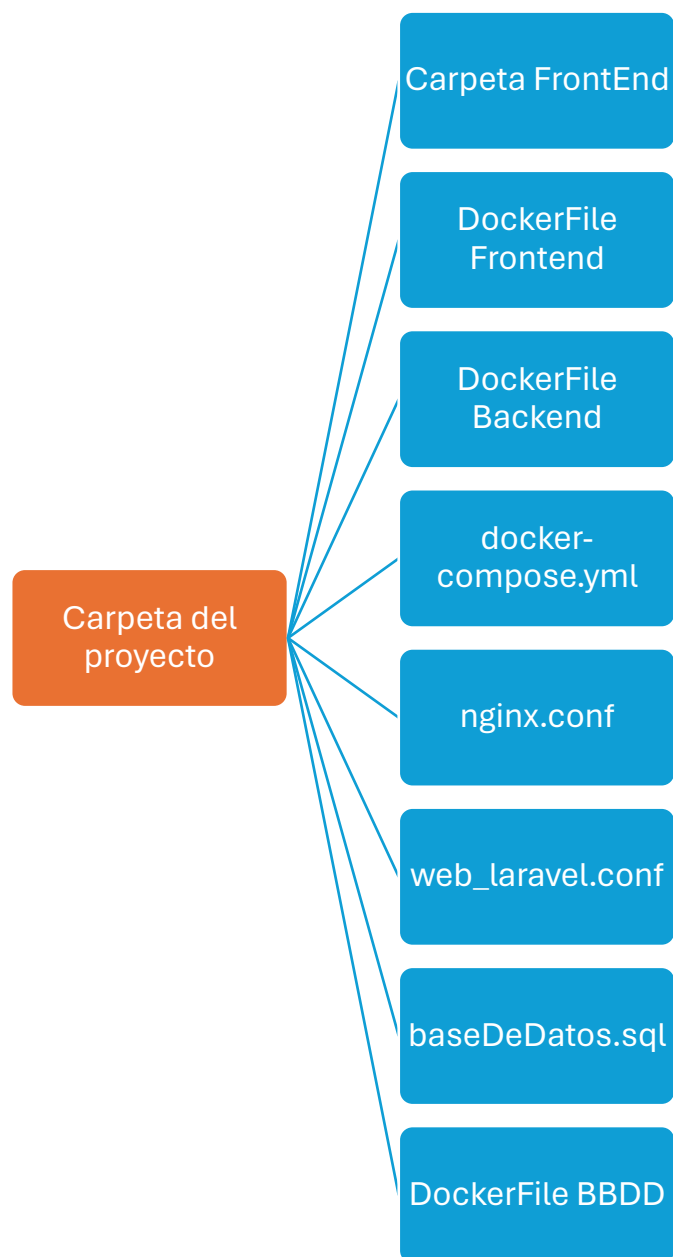 Carpeta FrontEnd
DockerFile
Frontend
DockerFile
Backend
docker-
compose.yml
Carpeta del
proyecto
nginx.conf
web_laravel.conf
baseDeDatos.sql
DockerFile BBDD